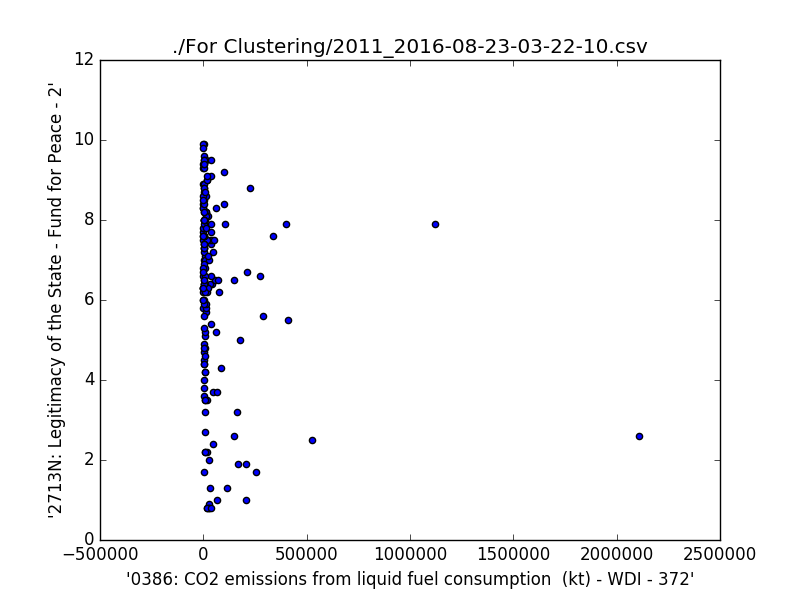 ./For Clustering/2011_2016-08-23-03-22-10.csv
'2713N: Legitimacy of the State - Fund for Peace - 2'
12
10
8
6
4
2
0
−500000 0 500000 1000000 1500000 2000000 2500000
'0386: CO2 emissions from liquid fuel consumption  (kt) - WDI - 372'